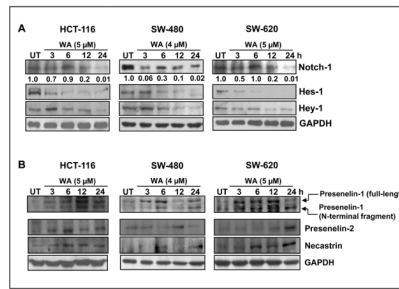 A
HCT-116 SW-480 SW-620
WA (5 µM) WA (4 µM) WA (5 µM)
UT 3 6 12 24 UT 3 6 12 24 UT 3 6 12 24 h
Notch-1
1.0 0.7 0.9 0.2 0.01 1.0 0.06 0.3 0.1 0.02 1.0 0.5 1.0 0.2 0.01
Hes-1
Hey-1
GAPDH
B
HCT-116 SW-480 SW-620
WA (5 µM) WA (4 µM) WA (5 µM)
UT 3 6 12 24 UT 3 6 12 24 UT 3 6 12 24 h
Presenelin-1 (full-length)
Presenelin-1
(N-terminal fragment)
Presenelin-2
Necastrin
GAPDH